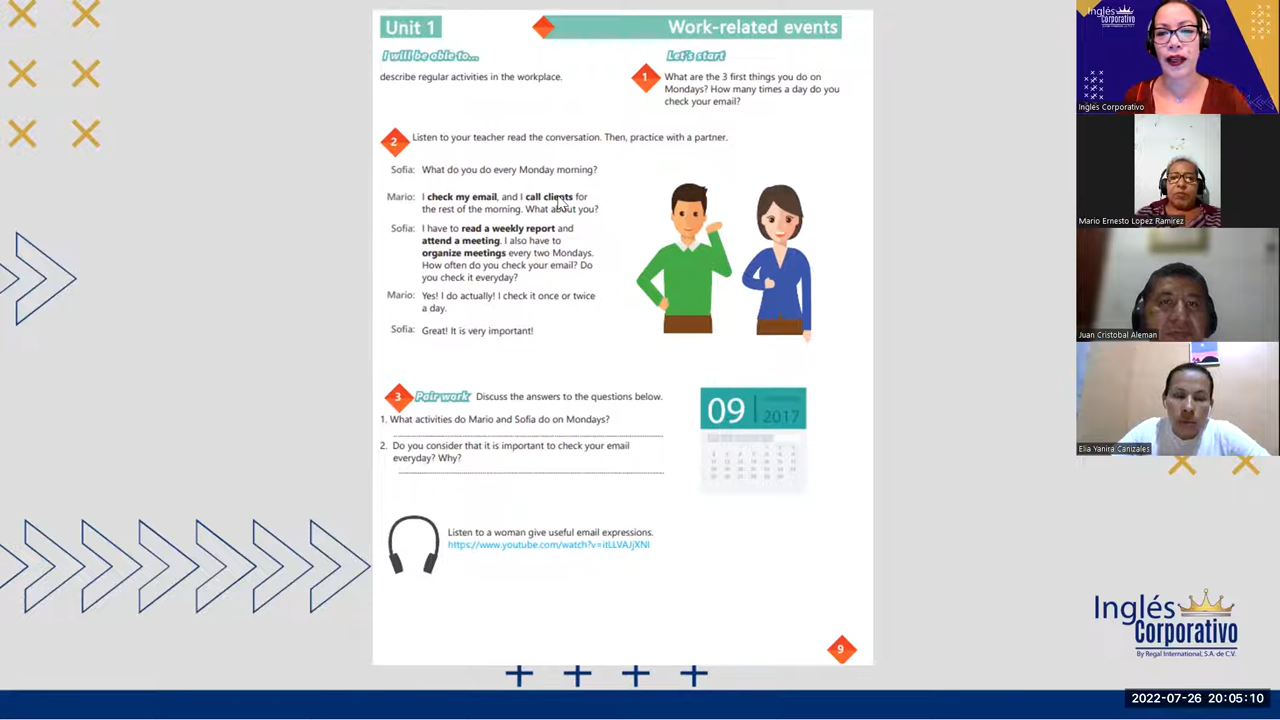 Unit 1
Work-related events
I will be able to...
describe regular activities in the workplace.
Let's start
1
What are the 3 first things you do on
Mondays? How many times a day do you
check your email?
2
Listen to your teacher read the conversation. Then, practice with a partner.
Sofia: What do you do every Monday morning?
Mario: I check my email, and I call clients for
the rest of the morning. What about you?
Sofia: I have to read a weekly report and
attend a meeting. I also have to
organize meetings every two Mondays.
How often do you check your email? Do
you check it everyday?
Mario: Yes! I do actually! I check it once or twice
a day.
Sofia: Great! It is very important!
3
Pair work Discuss the answers to the questions below.
1. What activities do Mario and Sofia do on Mondays?
2. Do you consider that it is important to check your email
everyday? Why?
09
2017
Listen to a woman give useful email expressions.
https://www.youtube.com/watch?v=itLLVAJjXNI
9
Inglés
Corporativo
Inglés Corporativo
Mario Ernesto Lopez Ramirez
Juan Cristobal Aleman
Elia Yanira Canizales
Inglés
Corporativo
By Regal International, S.A. de C.V.
2022-07-26 20:05:10